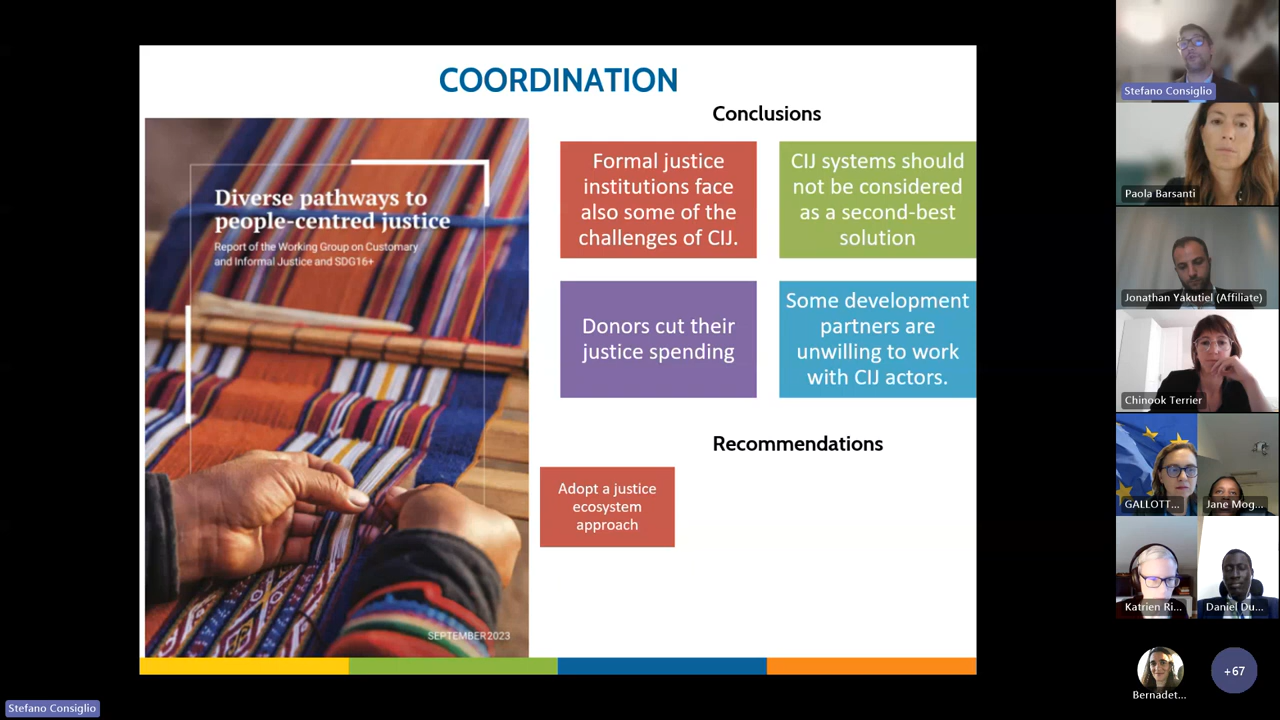 COORDINATION
Diverse pathways to
people-centred justice
Report of the Working Group on Customary
and Informal Justice and SDG16+
SEPTEMBER2023
Conclusions
Formal justice
institutions face
also some of the
challenges of CIJ.
CIJ systems should
not be considered
as a second-best
solution
Donors cut their
justice spending
Some development
partners are
unwilling to work
with CIJ actors.
Recommendations
Adopt a justice
ecosystem
approach
Stefano Consiglio
Paola Barsanti
Jonathan Yakutiel (Affiliate)
Chinook Terrier
GALLOTT...
Jane Mog...
Katrien Ri...
Daniel Du...
Bernadet...
+67
Stefano Consiglio